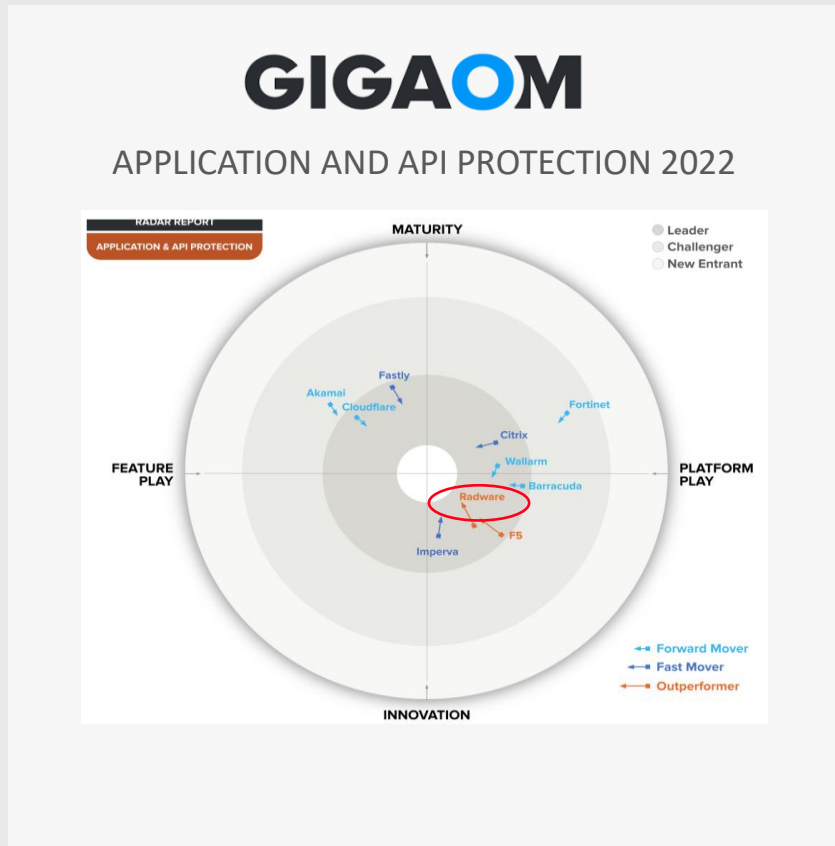 GIGAOM
APPLICATION AND API PROTECTION 2022
RADAR REPORT
APPLICATION & API PROTECTION
MATURITY
Leader
Challenger
New Entrant
Fastly
Akamai
Cloudflare
Fortinet
Citrix
Wallarm
FEATURE
PLAY
PLATFORM
PLAY
Barracuda
Radware
F5
Imperva
Forward Mover
Fast Mover
Outperformer
INNOVATION